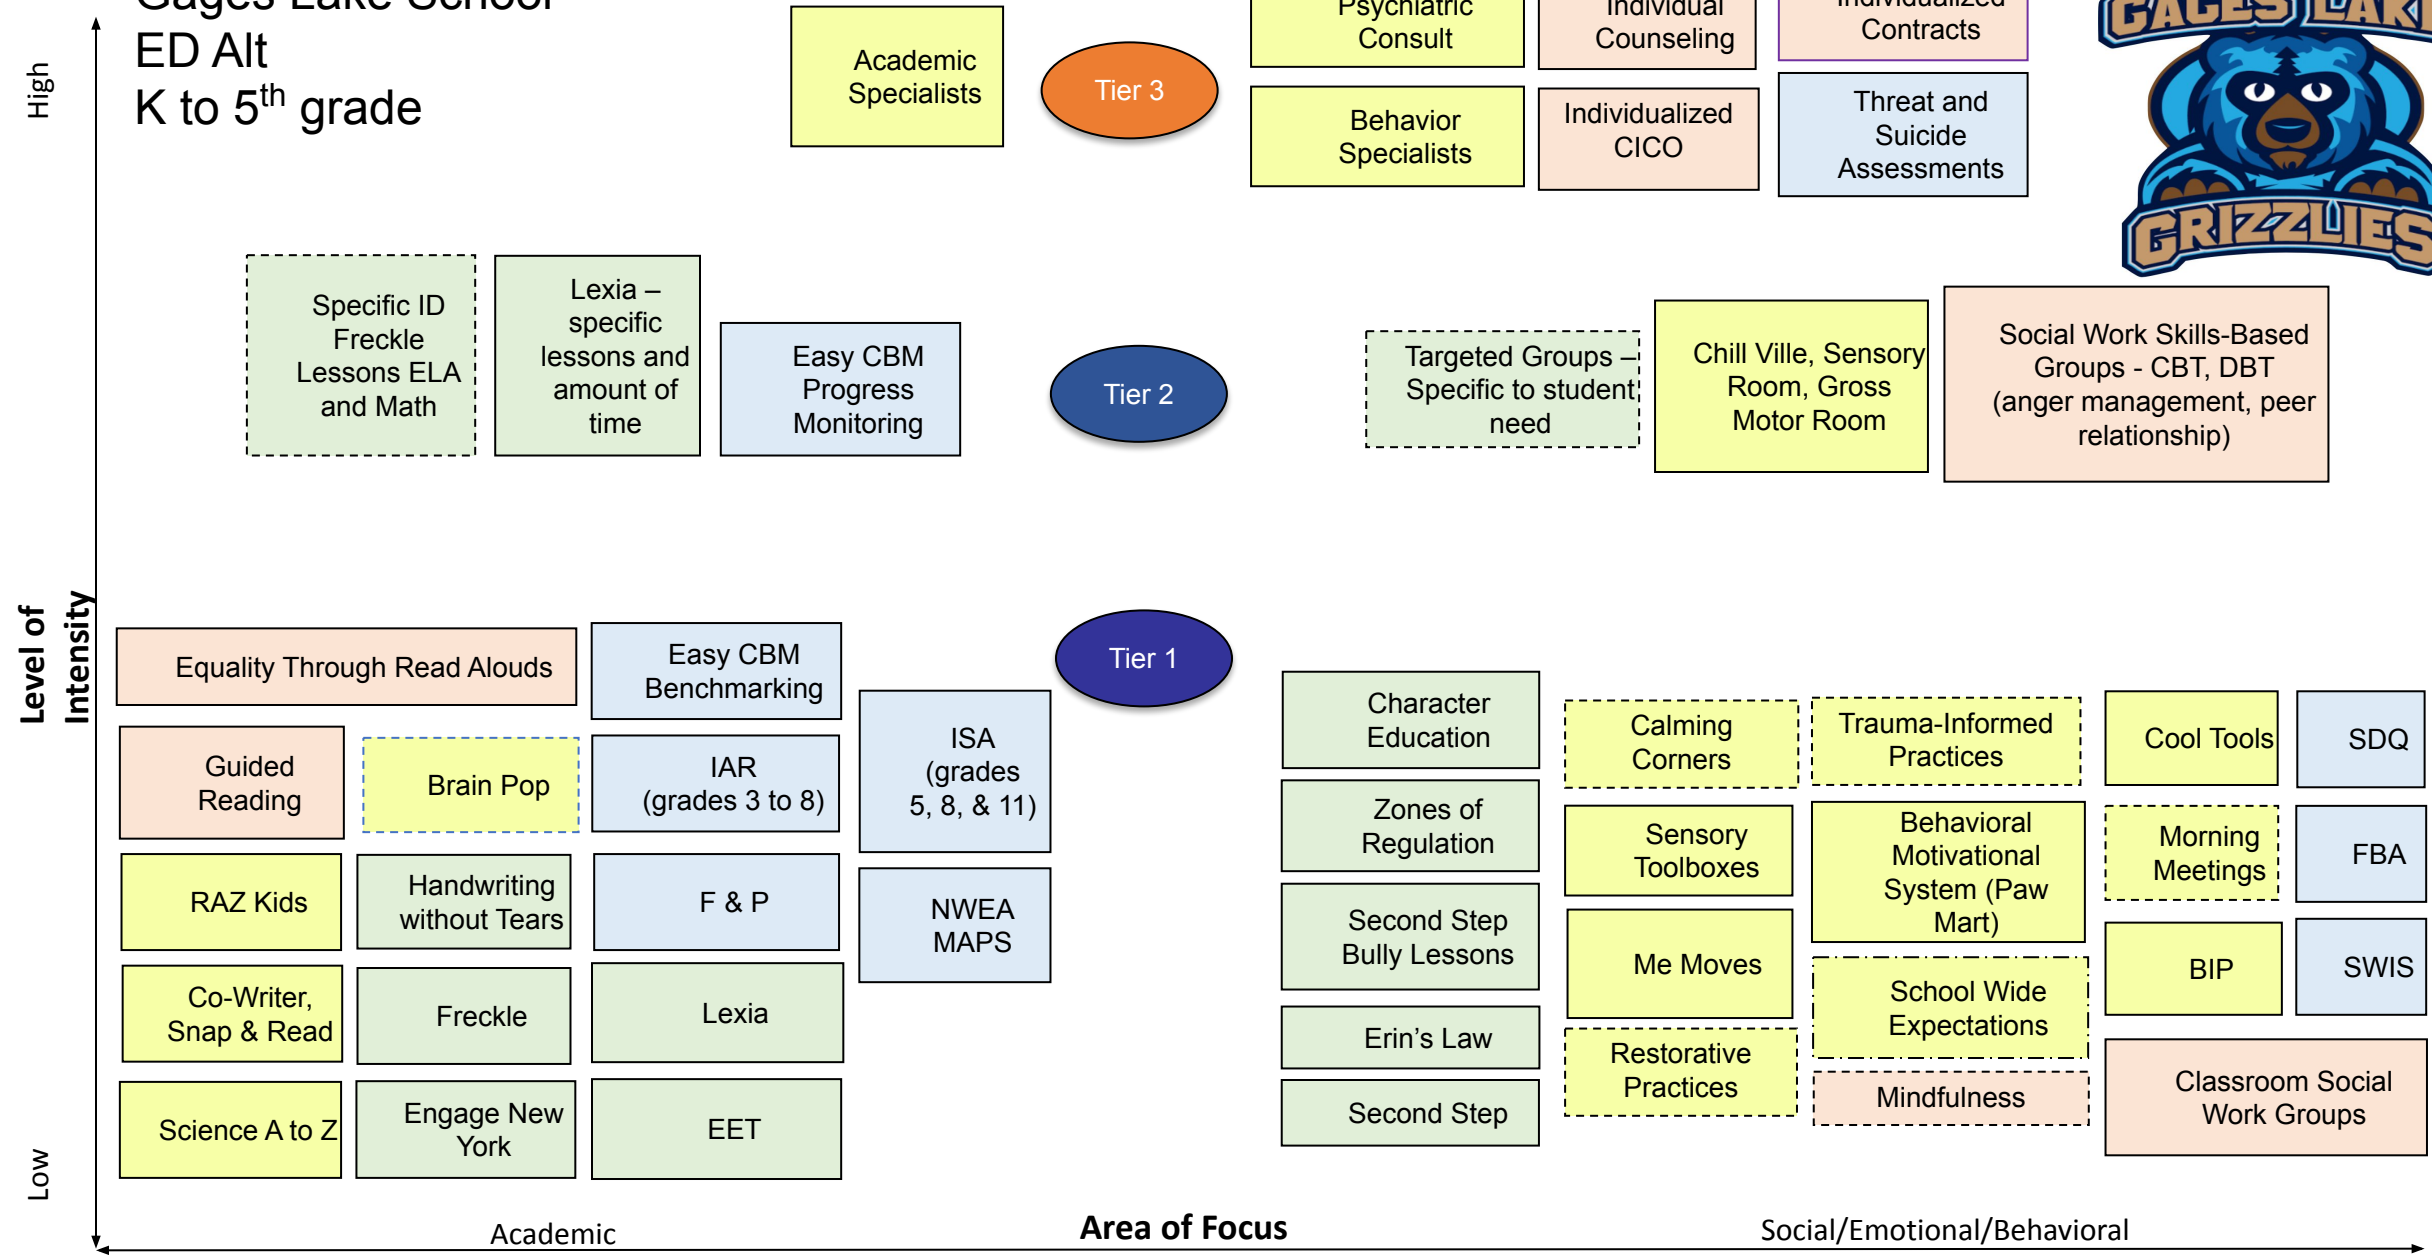 Gages Lake School
ED Alt
K to 5th grade
High
Academic
Specialists
Tier 3
Psychiatric
Consult
Individual
Counseling
Individualized
Contracts
Behavior
Specialists
Individualized
CICO
Threat and
Suicide
Assessments
GAGES LAKE
GRIZZLIES
Specific ID
Freckle
Lessons ELA
and Math
Lexia –
specific
lessons and
amount of
time
Easy CBM
Progress
Monitoring
Tier 2
Targeted Groups –
Specific to student
need
Chill Ville, Sensory
Room, Gross
Motor Room
Social Work Skills-Based
Groups - CBT, DBT
(anger management, peer
relationship)
Level of
Intensity
Equality Through Read Alouds
Easy CBM
Benchmarking
Tier 1
Guided
Reading
Brain Pop
IAR
(grades 3 to 8)
ISA
(grades
5, 8, & 11)
RAZ Kids
Handwriting
without Tears
F & P
NWEA
MAPS
Co-Writer,
Snap & Read
Freckle
Lexia
Science A to Z
Engage New
York
EET
Character
Education
Calming
Corners
Trauma-Informed
Practices
Cool Tools
SDQ
Zones of
Regulation
Sensory
Toolboxes
Behavioral
Motivational
System (Paw
Mart)
Morning
Meetings
FBA
Second Step
Bully Lessons
Me Moves
School Wide
Expectations
BIP
SWIS
Erin’s Law
Restorative
Practices
Mindfulness
Classroom Social
Work Groups
Second Step
Low
Academic
Area of Focus
Social/Emotional/Behavioral